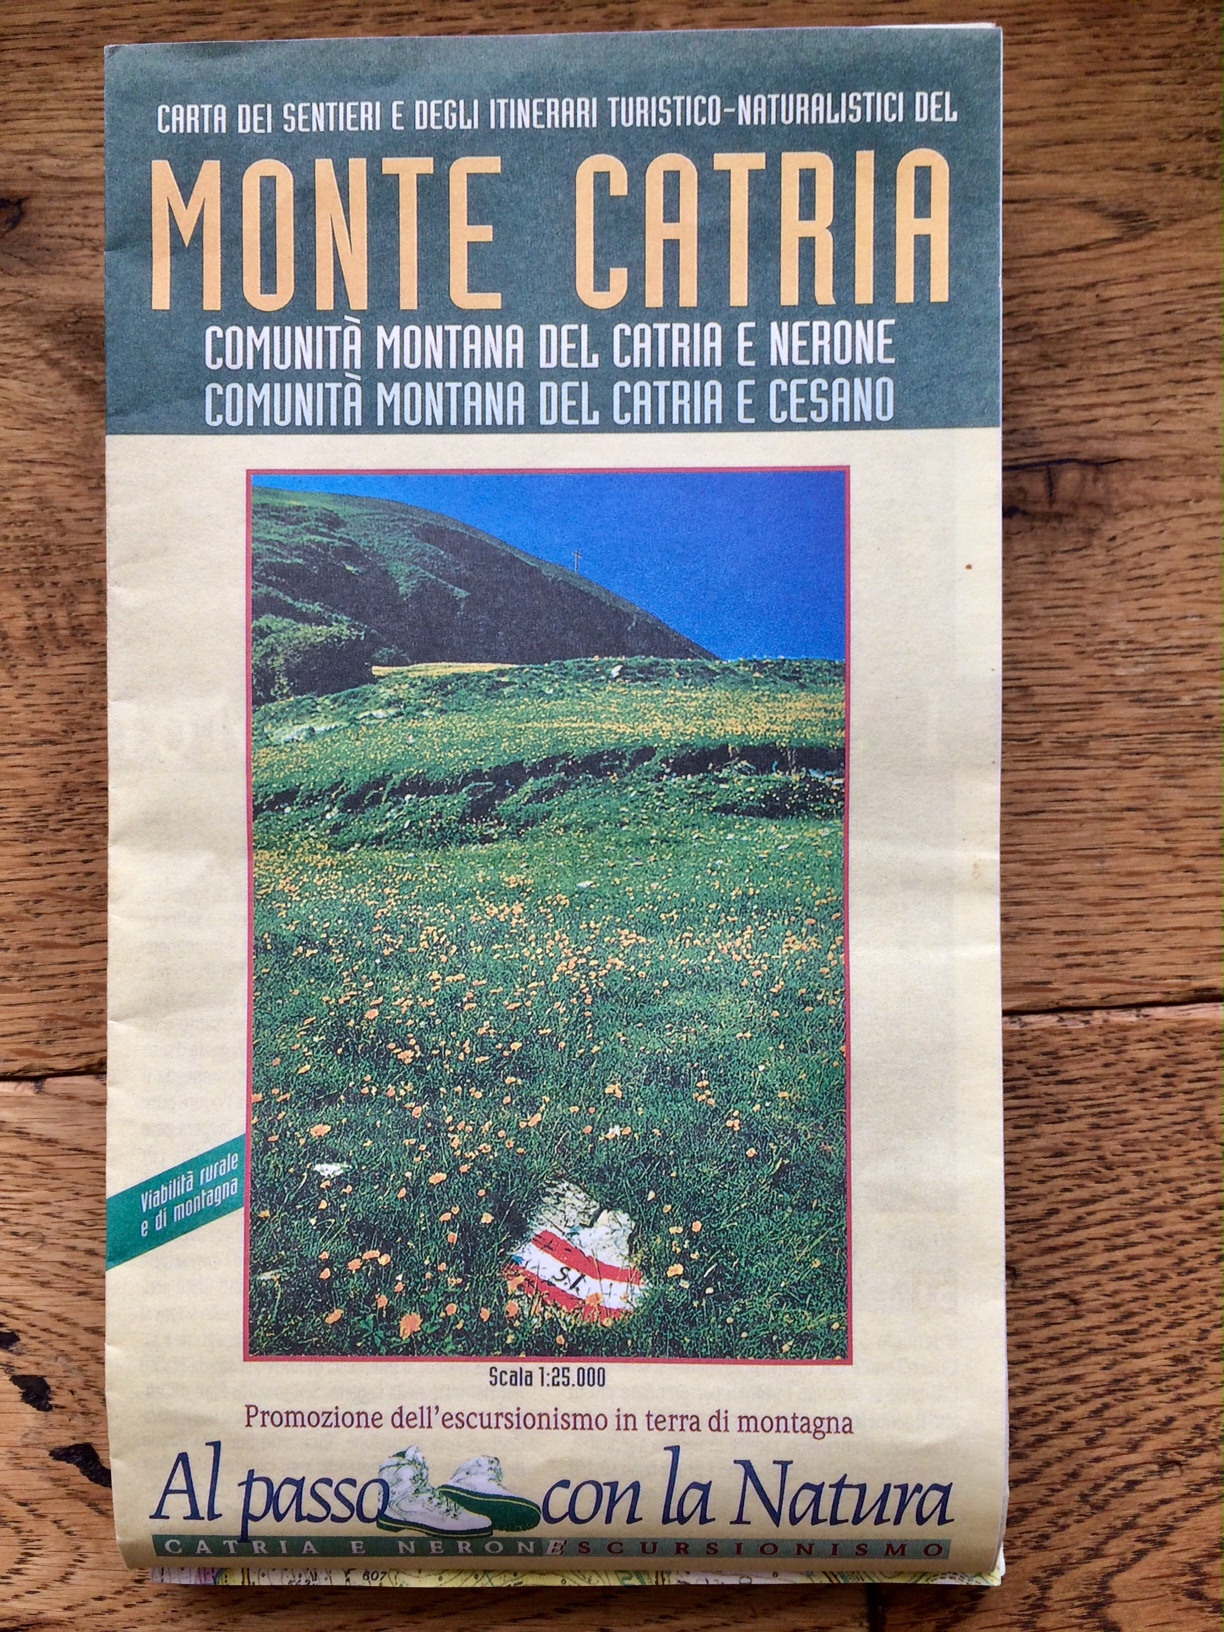 CARTA DEI SENTIERI E DEGLI ITINERARI TURISTICO-NATURALISTICI DEL
MONTE CATRIA
COMUNITÀ MONTANA DEL CATRIA E NERONE
COMUNITÀ MONTANA DEL CATRIA E CESANO
Viabilità rurale
e di montagna
s.I.
Scala 1:25.000
Promozione dell'escursionismo in terra di montagna
Al passo con la Natura
CATRIA E NERONE ESCURSIONISMO
807